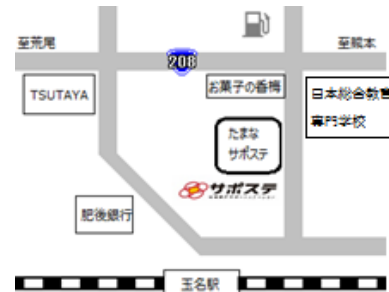 至荒尾
至熊本
208
TSUTAYA
お菓子の香梅
日本総合教育
専門学校
たまな
サポステ
サポステ
肥後銀行
玉名駅